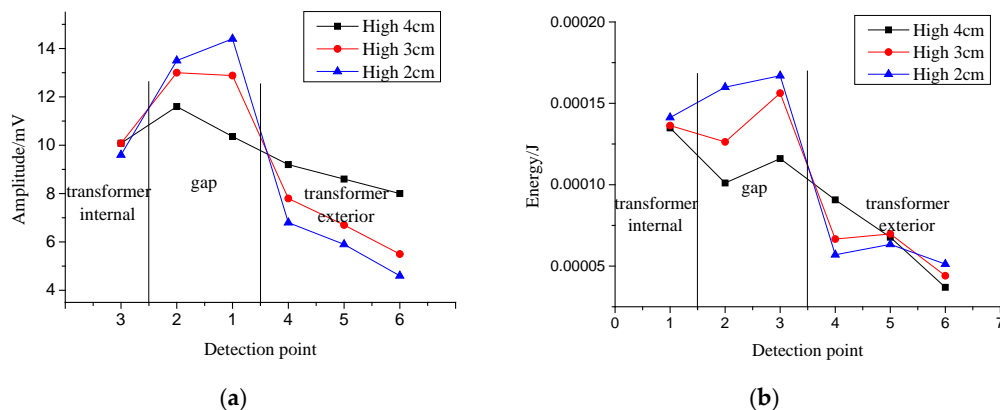 High 4cm
High 3cm
High 2cm
14
12
10
8
6
4
Amplitude/mV
transformer
internal
gap
transformer
exterior
3
2
1
4
5
6
Detection point
(a)
0.00020
0.00015
0.00010
0.00005
Energy/J
High 4cm
High 3cm
High 2cm
transformer
internal
gap
transformer
exterior
0
1
2
3
4
5
6
7
Detection point
(b)